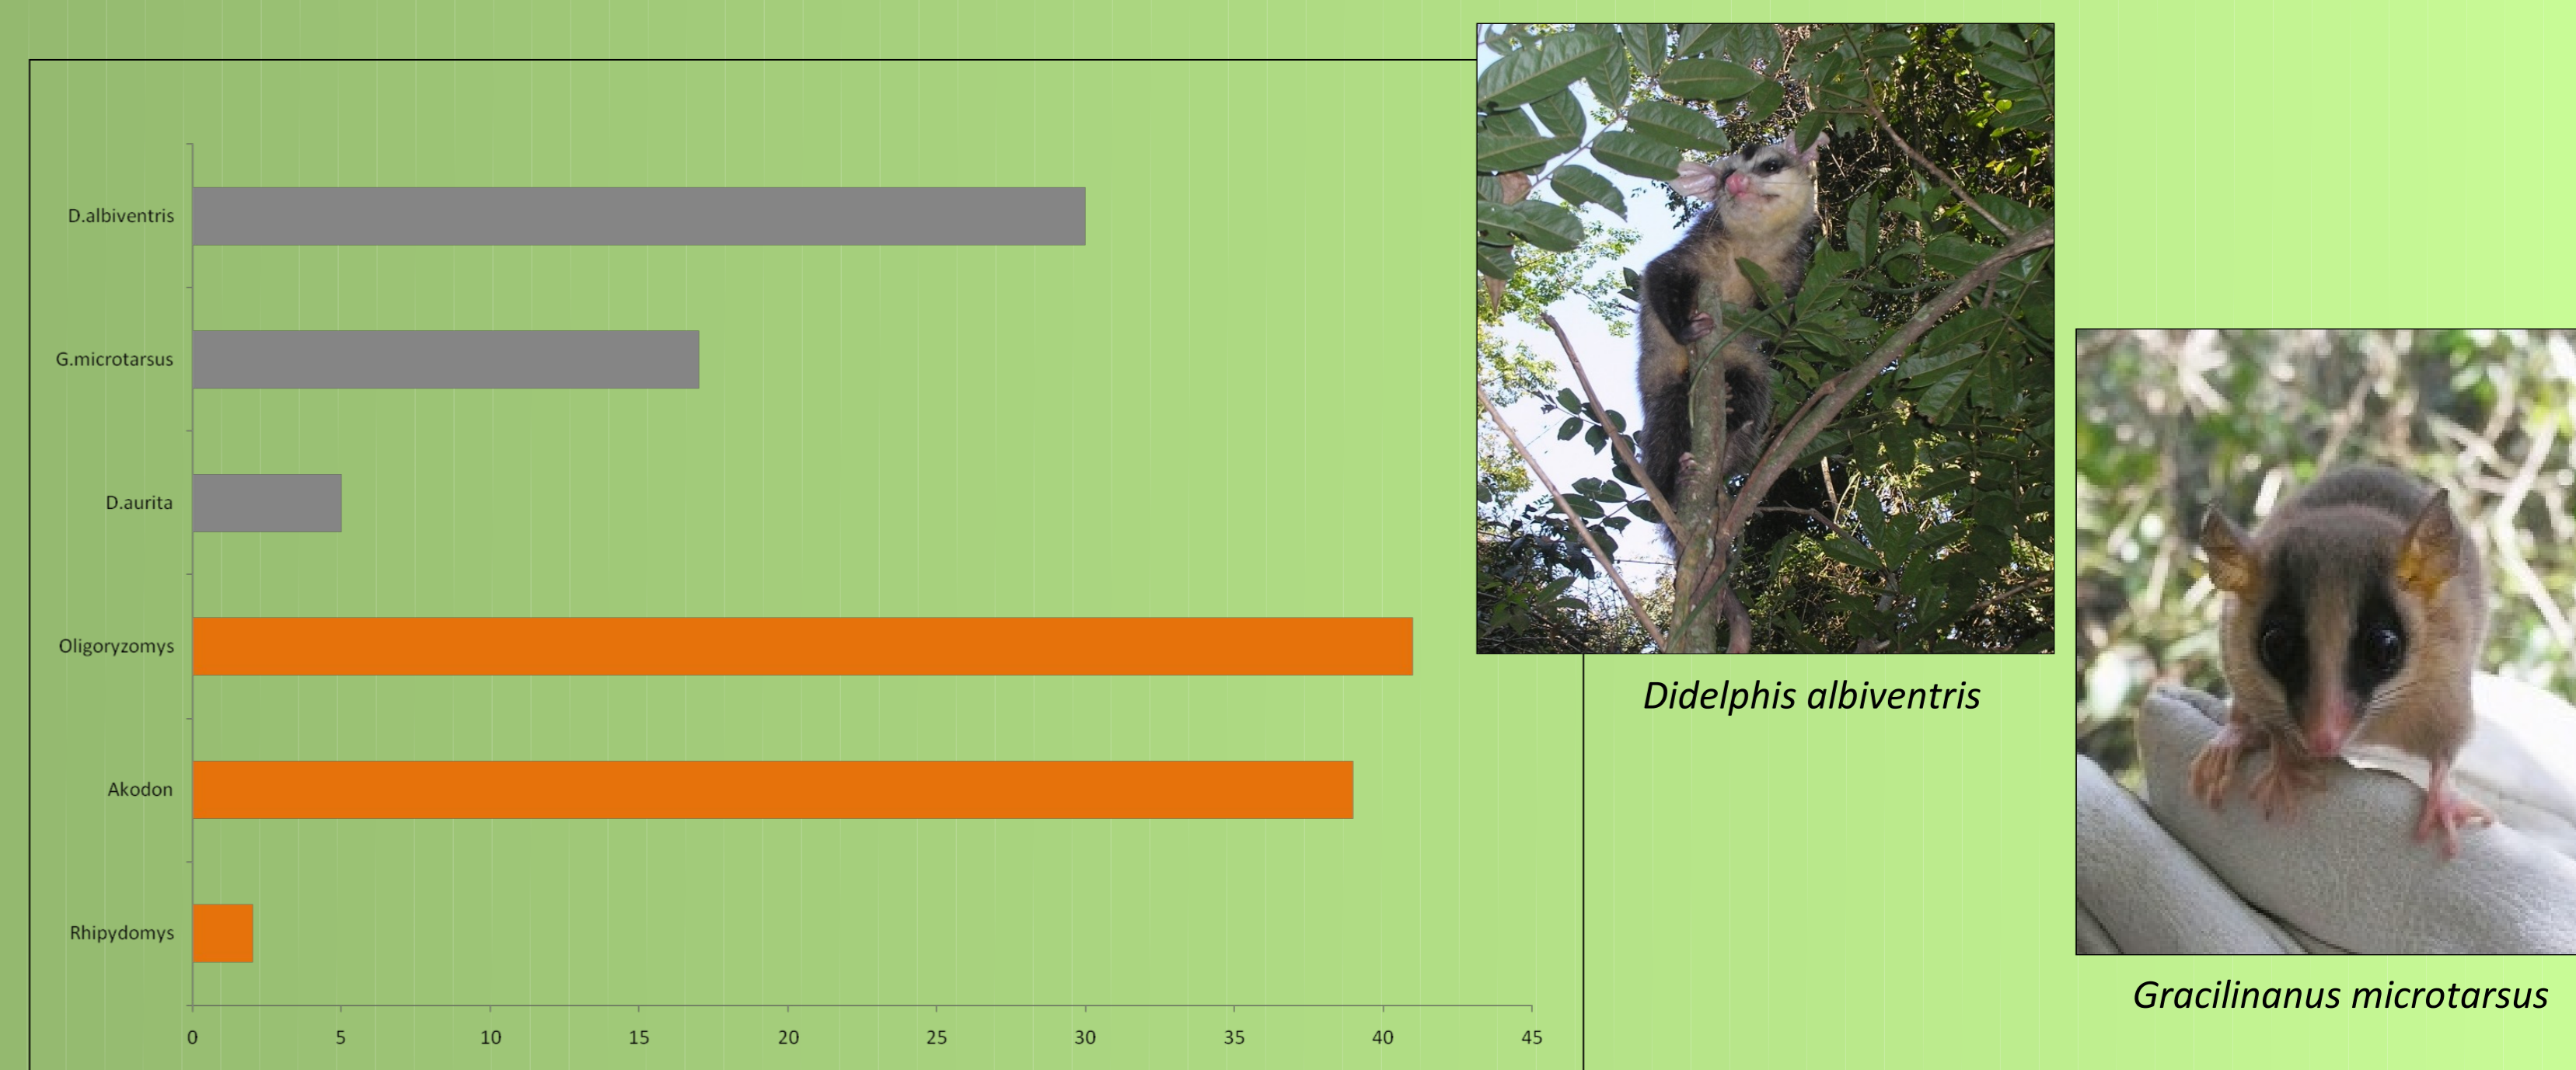 D.albiventris
G.microtarsus
D.aurita
Oligoryzomys
Akodon
Rhipydomys
0 5 10 15 20 25 30 35 40 45
Didelphis albiventris
Gracilinanus microtarsus